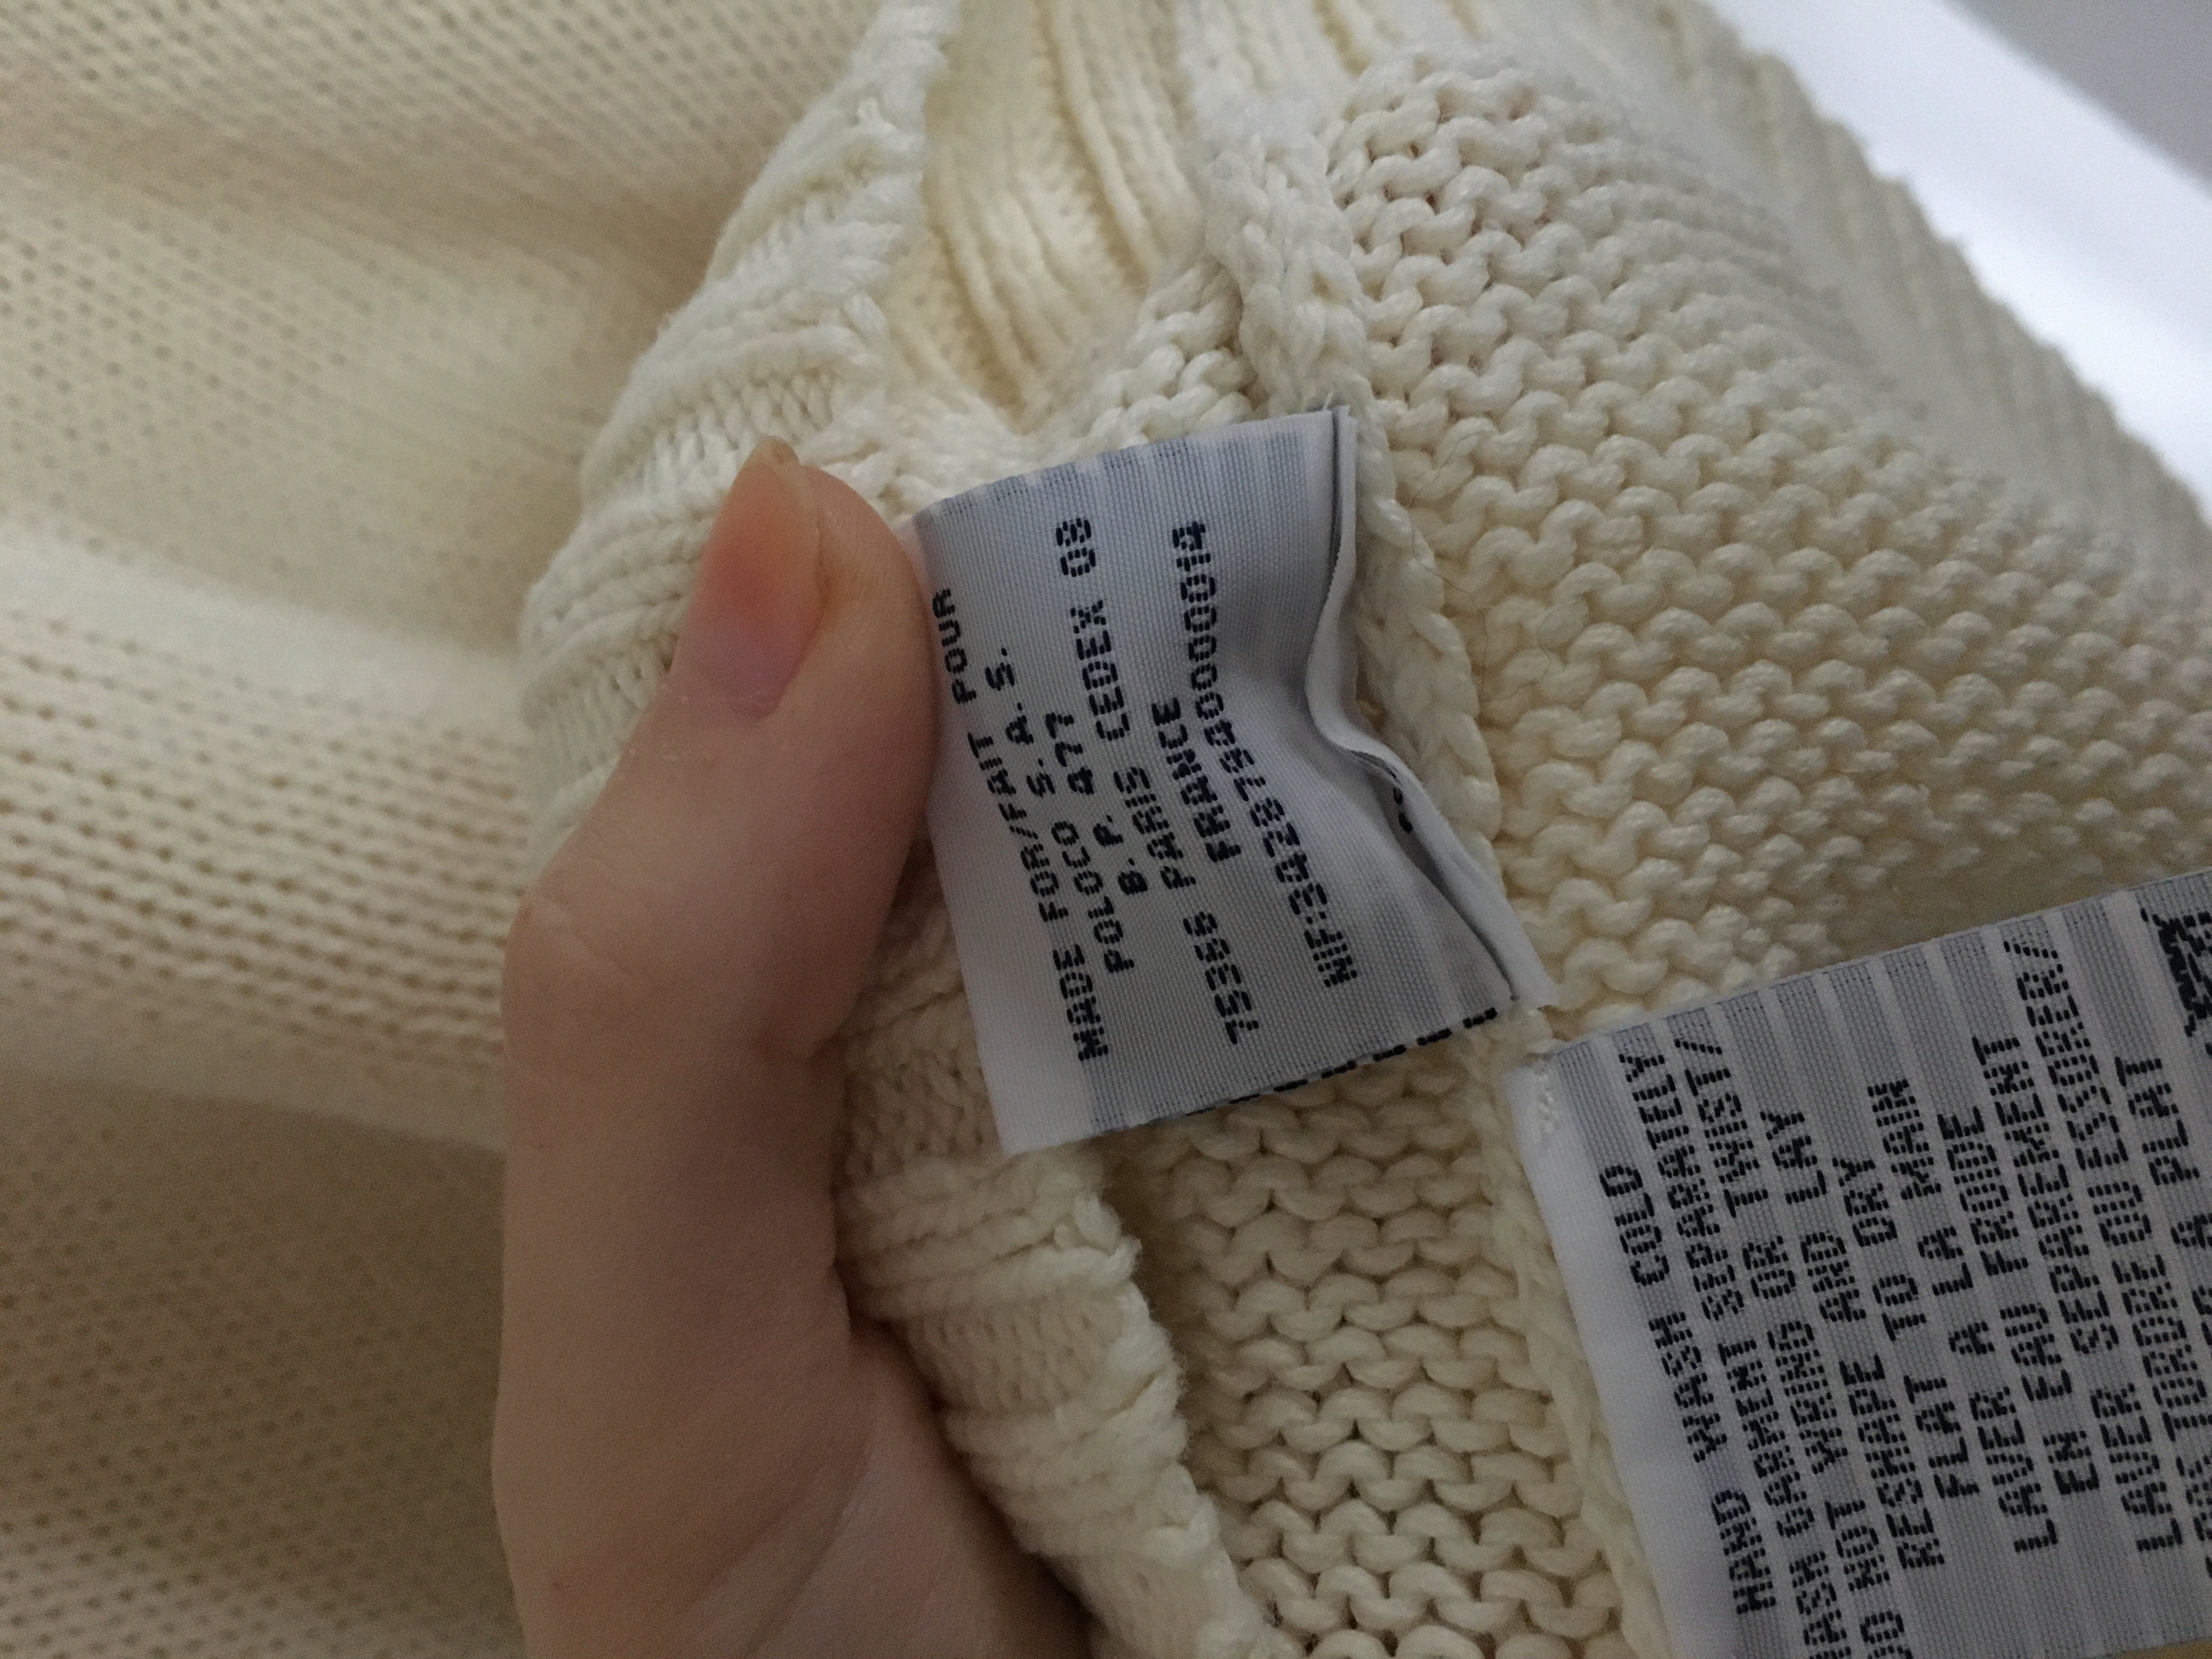 MADE FOR/FAIT POUR
POLOCO S.A.S.
B.P. 477
75366 PARIS CEDEX 08
FRANCE
NIF:34287940000014
HAND WASH COLD
WASH GARMENT SEPARATELY
DO NOT WRING OR TWIST/
RESHAPE AND LAY
FLAT TO DRY
LAVER A LA MAIN
EN EAU FROIDE
LAVER SEPAREMENT
PAS TORDRE OU ESSORER/
A PLAT